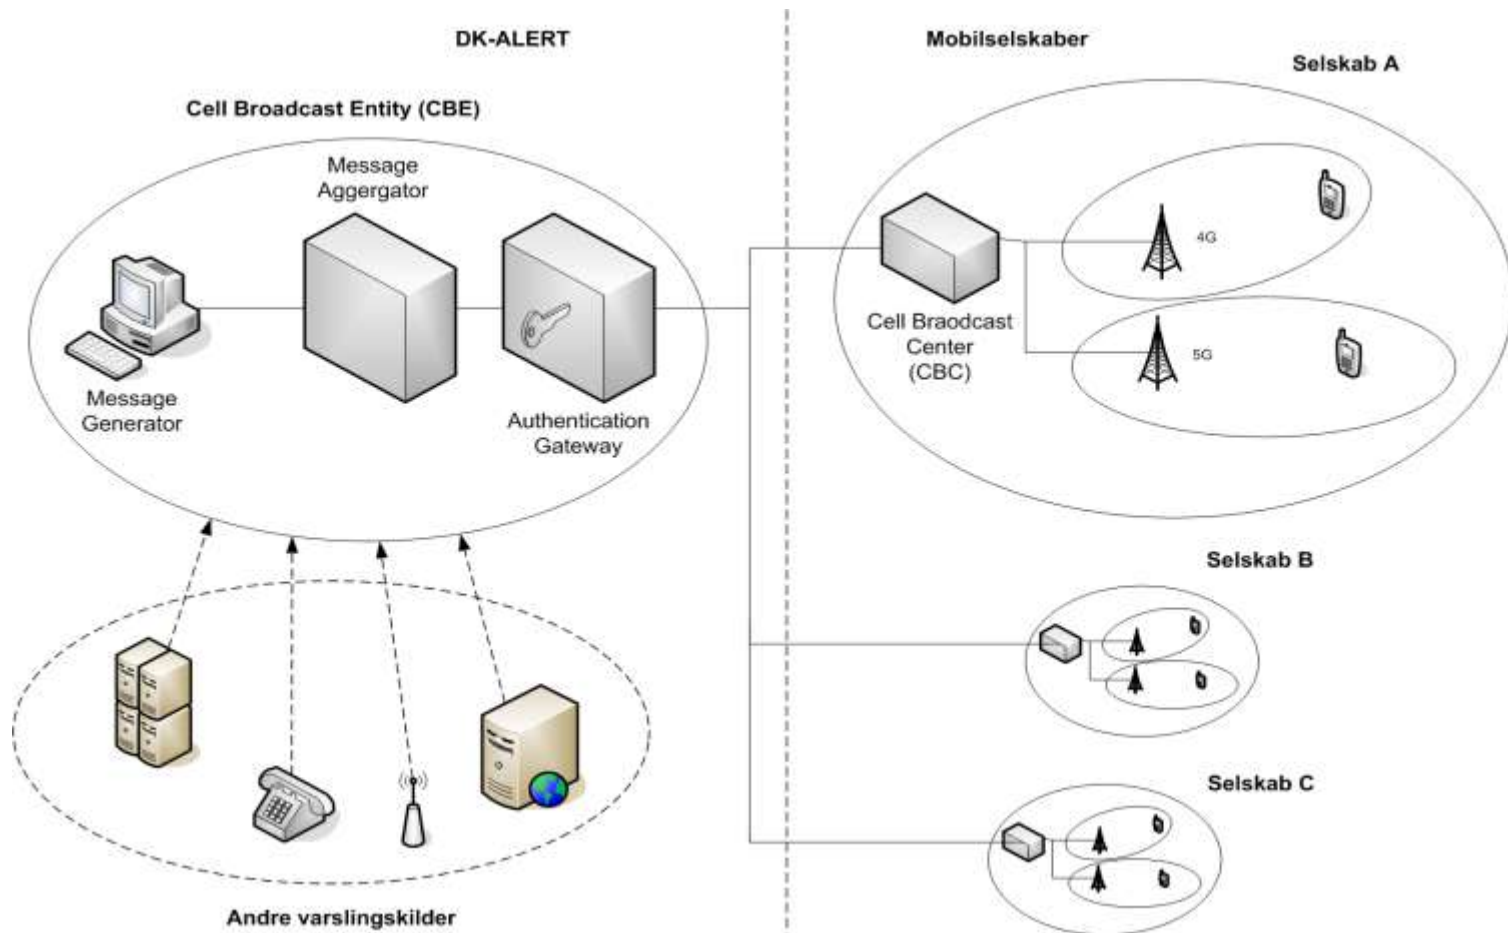 DK-ALERT
Mobilselskaber
Selskab A
Cell Broadcast Entity (CBE)
Message
Aggergator
Message
Generator
Authentication
Gateway
4G
5G
Cell Braodcast
Center
(CBC)
Selskab B
Selskab C
Andre varslingskilder